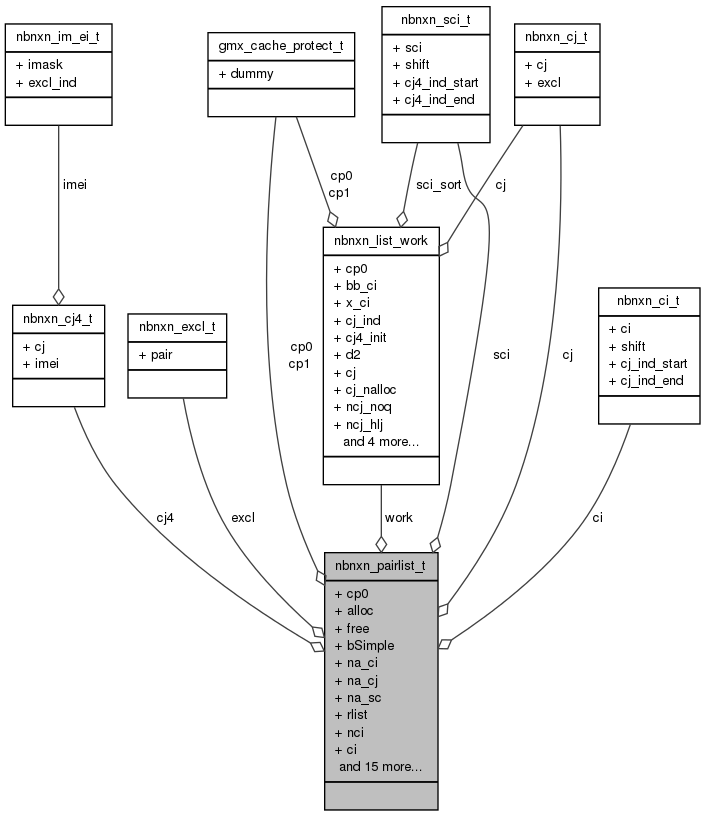 nbnxn_im_ei_t
+ imask
+ excl_ind
gmx_cache_protect_t
+ dummy
nbnxn_sci_t
+ sci
+ shift
+ cj4_ind_start
+ cj4_ind_end
nbnxn_cj_t
+ cj
+ excl
imei
cp0
cp1
sci_sort
cj
nbnxn_list_work
+ cp0
+ bb_ci
+ x_ci
+ cj_ind
+ cj4_init
+ d2
+ cj
+ cj_nalloc
+ ncj_noq
+ ncj_hlj
and 4 more...
nbnxn_ci_t
+ ci
+ shift
+ cj_ind_start
+ cj_ind_end
nbnxn_cj4_t
+ cj
+ imei
nbnxn_excl_t
+ pair
cp0
cp1
sci
cj
cj4
excl
work
ci
nbnxn_pairlist_t
+ cp0
+ alloc
+ free
+ bSimple
+ na_ci
+ na_cj
+ na_sc
+ rlist
+ nci
+ ci
and 15 more...